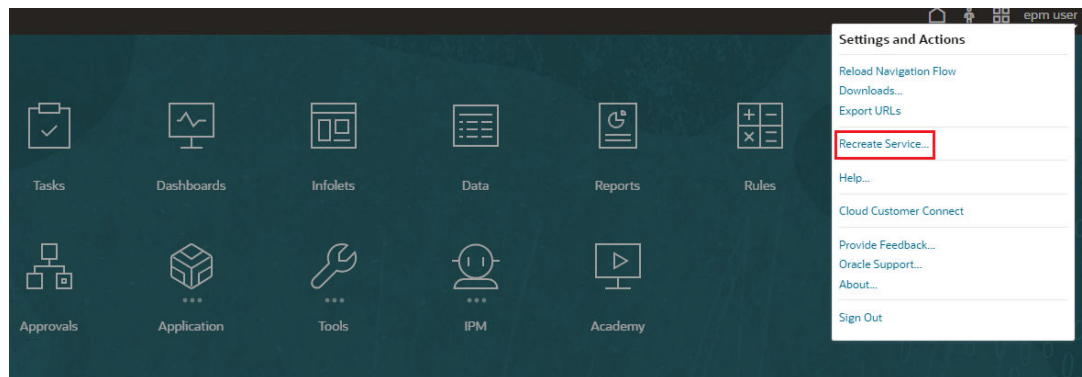 epm user
Settings and Actions
Reload Navigation Flow
Downloads...
Export URLs
Recreate Service...
Help...
Cloud Customer Connect
Provide Feedback...
Oracle Support...
About...
Sign Out
Tasks
Dashboards
Infolets
Data
Reports
Rules
Approvals
Application
Tools
IPM
Academy